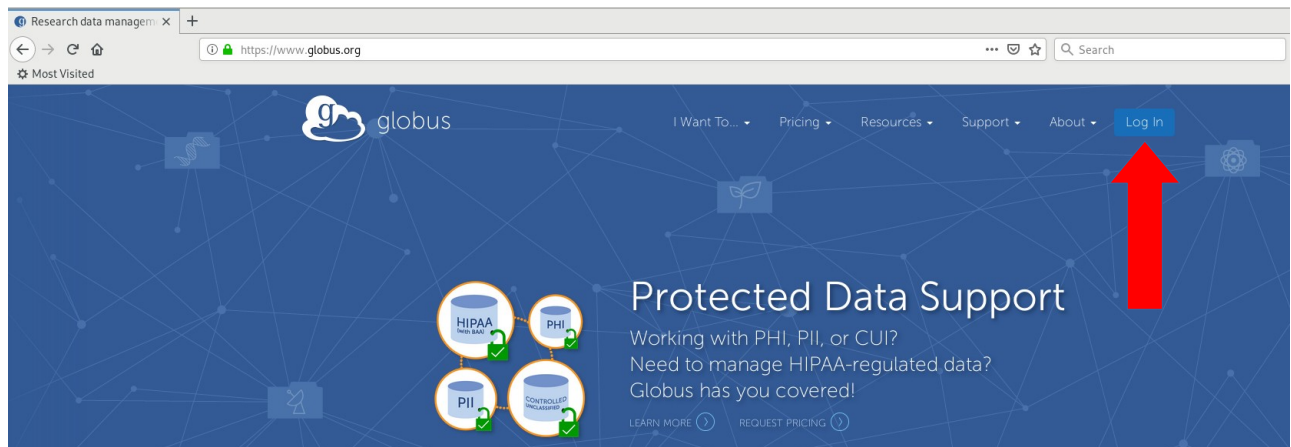 Research data managem
https://www.globus.org
Search
Most Visited
g globus
I Want To...
Pricing
Resources
Support
About
Log In
HIPAA
(with BAA)
PHI
PII
CONTROLLED
UNCLASSIFIED
Protected Data Support
Working with PHI, PII, or CUI?
Need to manage HIPAA-regulated data?
Globus has you covered!
LEARN MORE
REQUEST PRICING